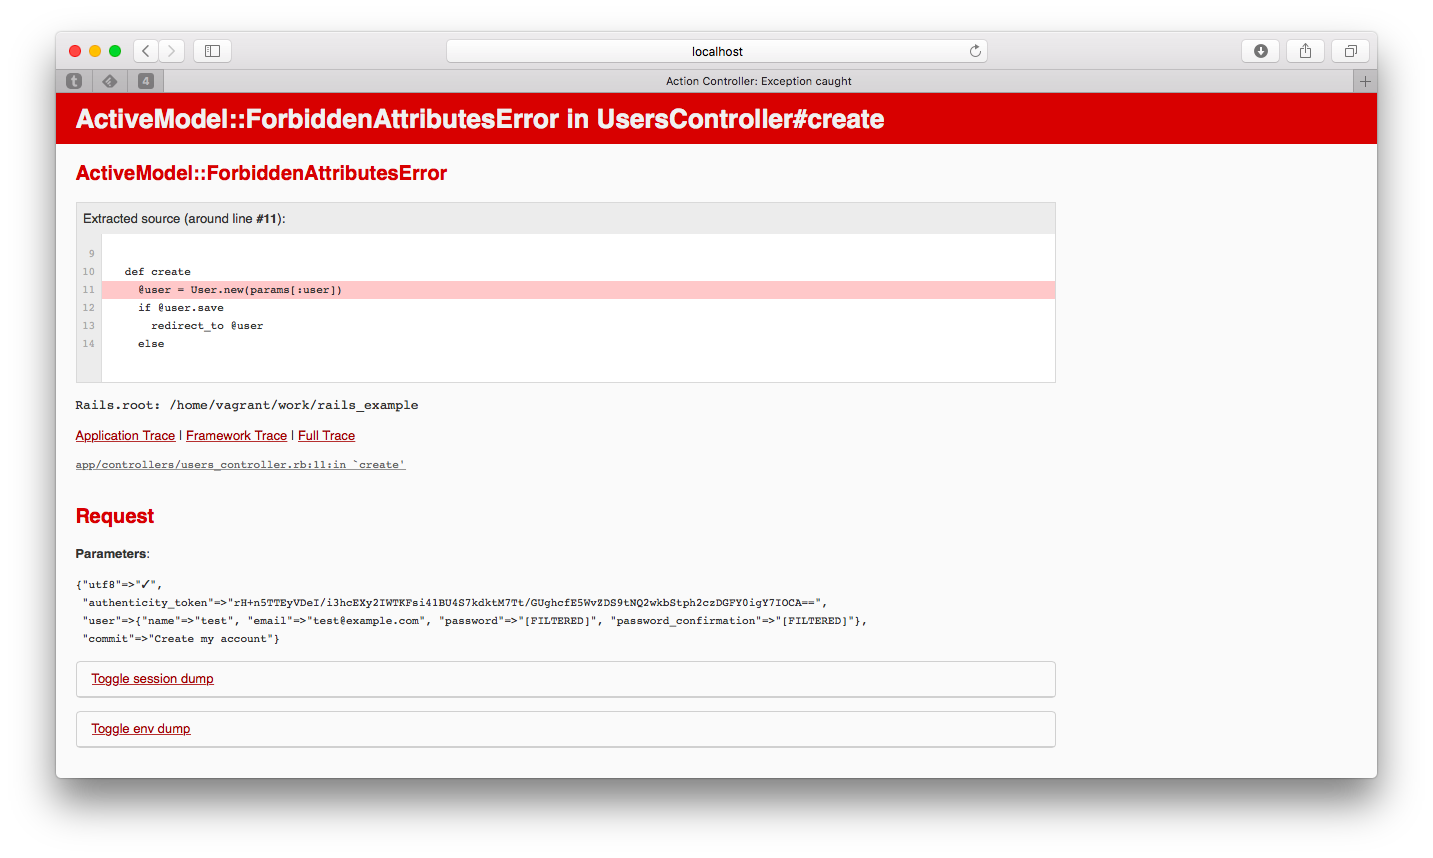 localhost
t
4
Action Controller: Exception caught
ActiveModel::ForbiddenAttributesError in UsersController#create
ActiveModel::ForbiddenAttributesError
Extracted source (around line #11):
9
10 def create
11 @user = User.new(params[:user])
12 if @user.save
13 redirect_to @user
14 else
Rails.root: /home/vagrant/work/rails_example
Application Trace | Framework Trace | Full Trace
app/controllers/users_controller.rb:11:in `create'
Request
Parameters:
{"utf8"=>"✓",
"authenticity_token"=>"rH+n5TTEyVDeI/i3hcEXy2IWTKFsi41BU4S7kdktM7Tt/GUghcfE5WvZDS9tNQ2wkbStph2czDGFY0igY7IOCA==",
"user"=>{"name"=>"test", "email"=>"test@example.com", "password"=>"[FILTERED]", "password_confirmation"=>"[FILTERED]"},
"commit"=>"Create my account"}
Toggle session dump
Toggle env dump